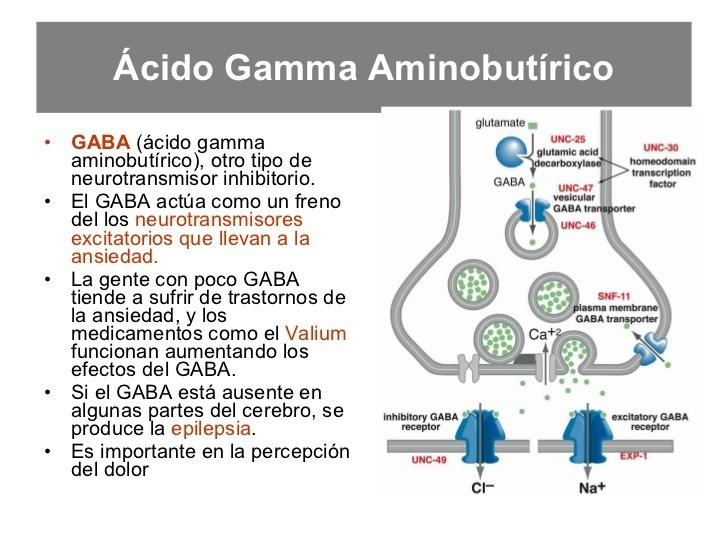 Ácido Gamma Aminobutírico
• GABA (ácido gamma
aminobutírico), otro tipo de
neurotransmisor inhibitorio.
• El GABA actúa como un freno
del los neurotransmisores
excitatorios que llevan a la
ansiedad.
• La gente con poco GABA
tiende a sufrir de trastornos de
la ansiedad, y los
medicamentos como el Valium
funcionan aumentando los
efectos del GABA.
• Si el GABA está ausente en
algunas partes del cerebro, se
produce la epilepsia.
• Es importante en la percepción
del dolor
glutamate
UNC-25
glutamic acid
decarboxylase
UNC-30
homeodomain
transcription
factor
GABA
UNC-47
vesicular
GABA transporter
UNC-46
SNF-11
plasma membrane
GABA transporter
Ca+2
inhibitory GABA
receptor
excitatory GABA
receptor
UNC-49
EXP-1
Cl–
Na+